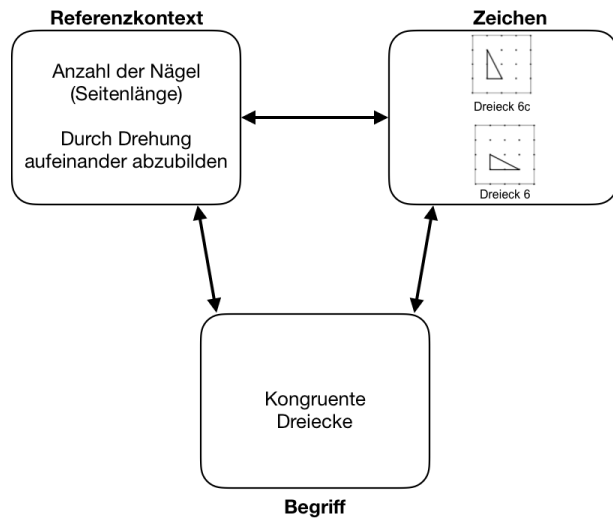 Referenzkontext
Anzahl der Nägel
(Seitenlänge)
Durch Drehung
aufeinander abzubilden
Zeichen
Dreieck 6c
Dreieck 6
Kongruente
Dreiecke
Begriff